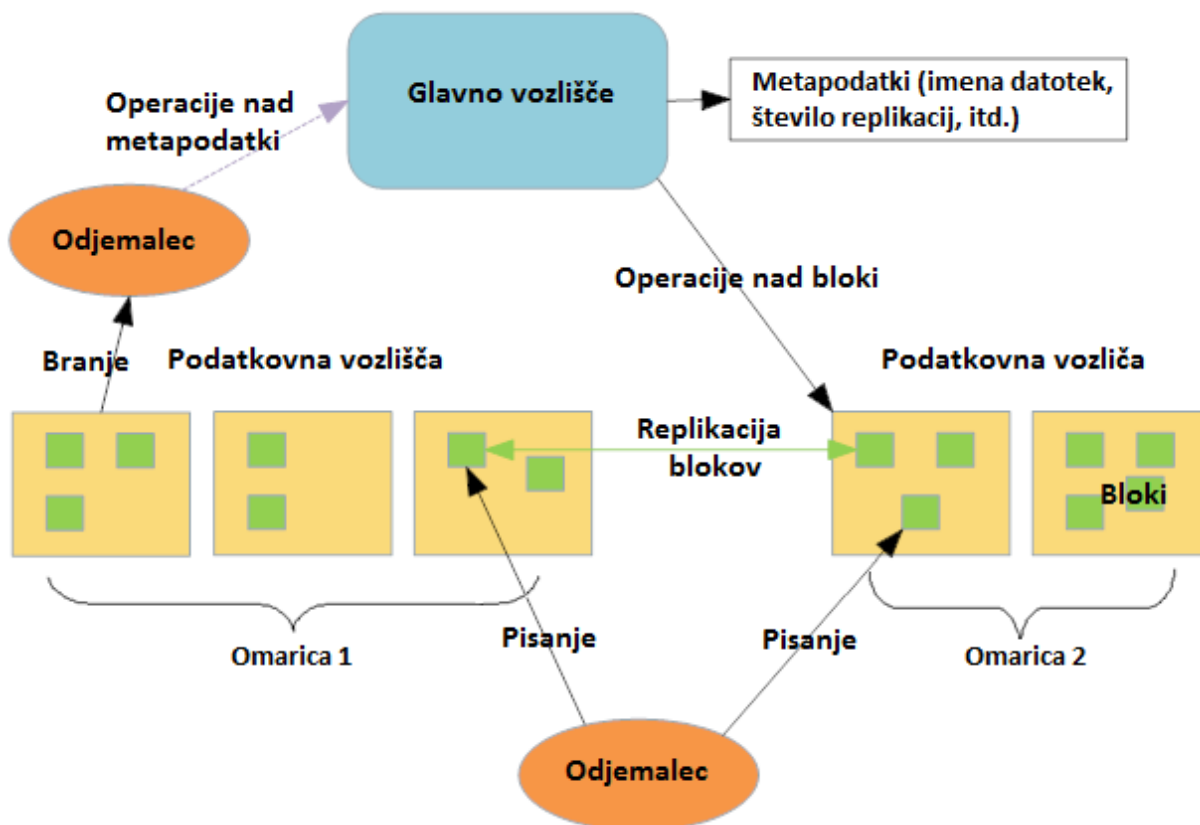 Glavno vozlišče
Metapodatki (imena datotek,
število replikacij, itd.)
Operacije nad
metapodatki
Odjemalec
Operacije nad bloki
Branje
Podatkovna vozlišča
Podatkovna vozliča
Replikacija
blokov
Bloki
Omarica 1
Pisanje
Pisanje
Omarica 2
Odjemalec